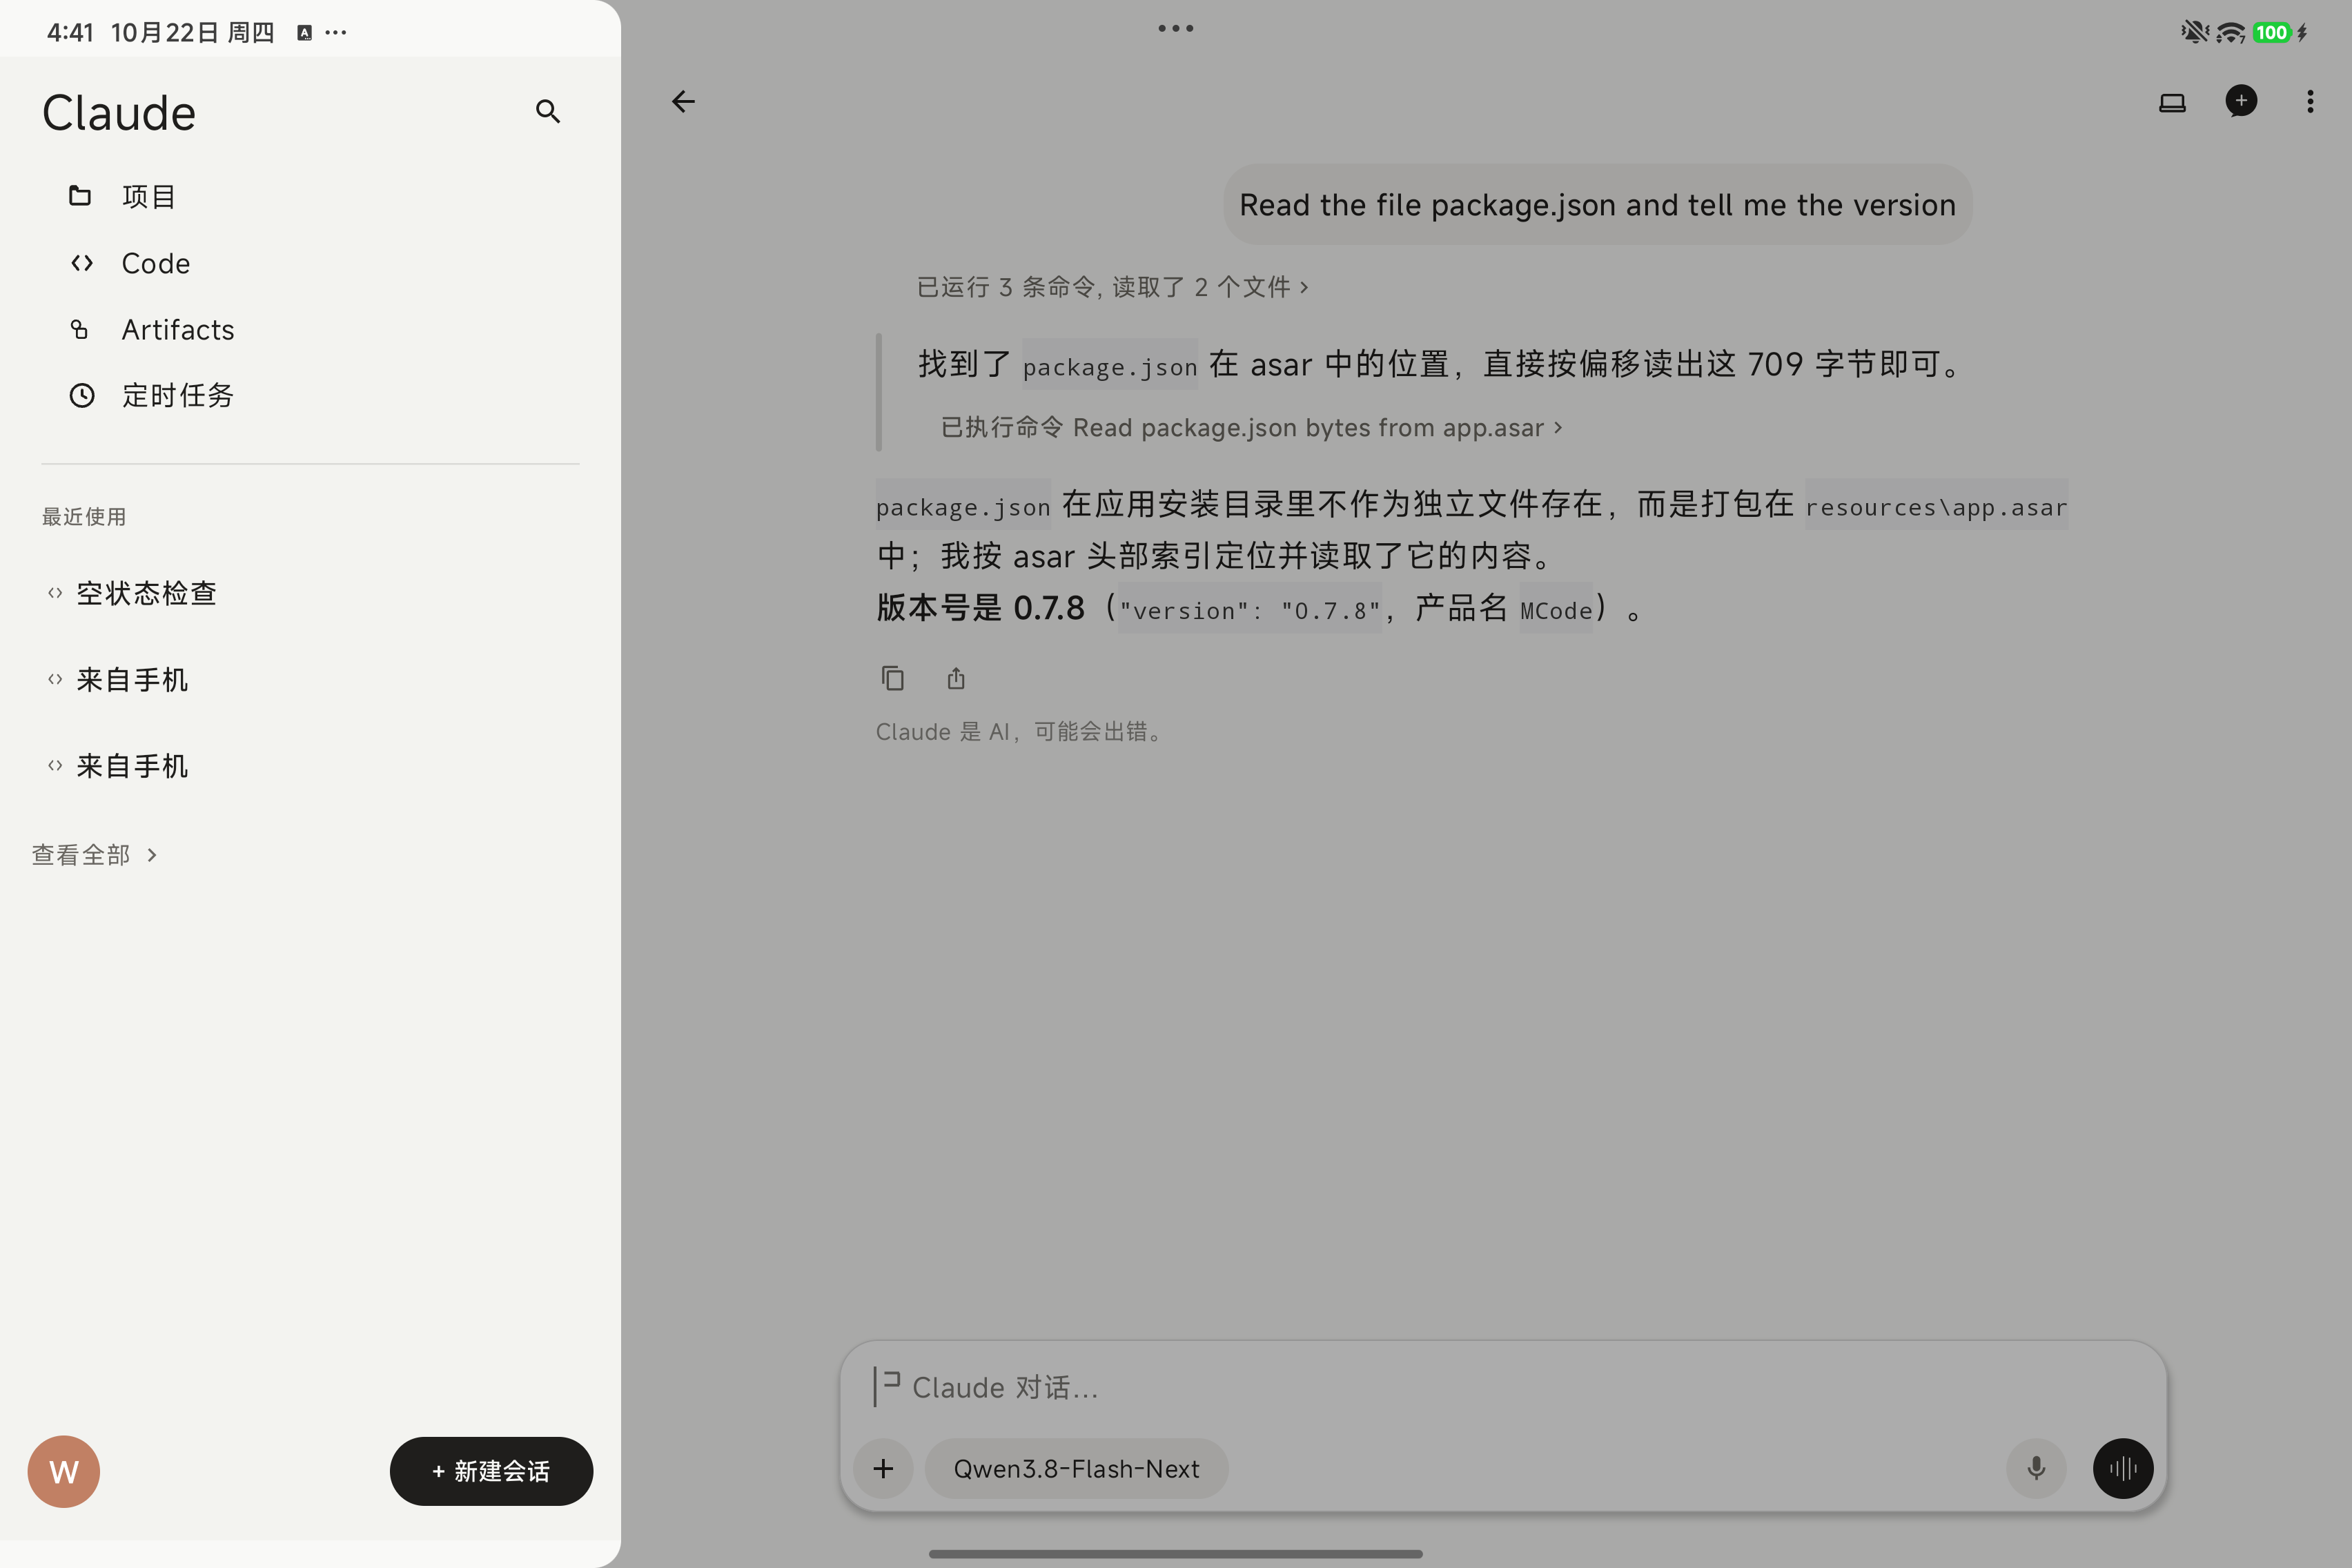 4:41 10月22日 周四
100
Claude
项目
Code
Artifacts
定时任务
最近使用
空状态检查
来自手机
来自手机
查看全部
W
+ 新建会话
Read the file package.json and tell me the version
已运行 3 条命令, 读取了 2 个文件
找到了 package.json 在 asar 中的位置，直接按偏移读出这 709 字节即可。
已执行命令 Read package.json bytes from app.asar
package.json 在应用安装目录里不作为独立文件存在，而是打包在 resources\app.asar
中；我按 asar 头部索引定位并读取了它的内容。
版本号是 0.7.8（"version": "0.7.8"，产品名 MCode）。
Claude 是 AI，可能会出错。
Claude 对话...
Qwen3.8-Flash-Next